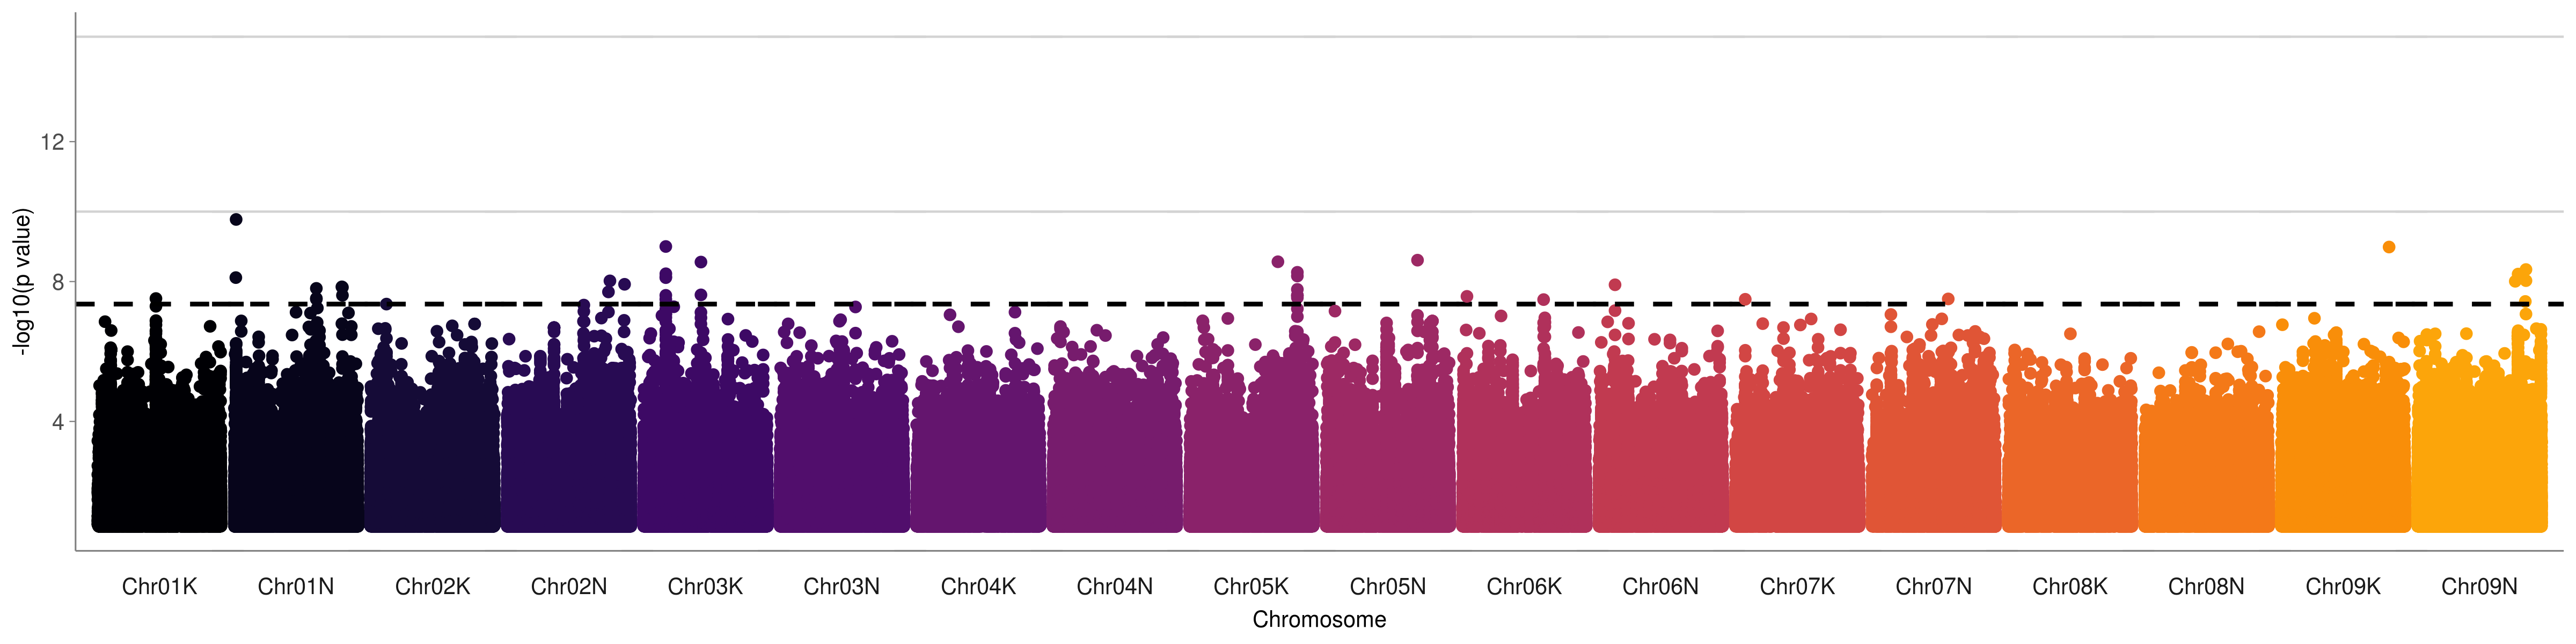 12
8
4
-log10(p value)
Chr01K Chr01N Chr02K Chr02N Chr03K Chr03N Chr04K Chr04N Chr05K Chr05N Chr06K Chr06N Chr07K Chr07N Chr08K Chr08N Chr09K Chr09N
Chromosome